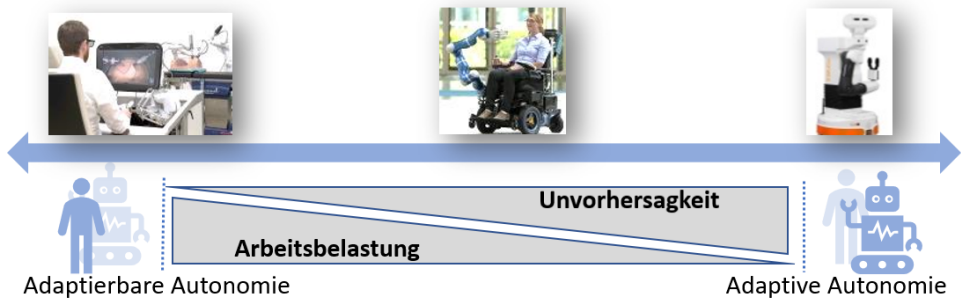 Unvorhersagkeit
Arbeitsbelastung
Adaptierbare Autonomie
Adaptive Autonomie